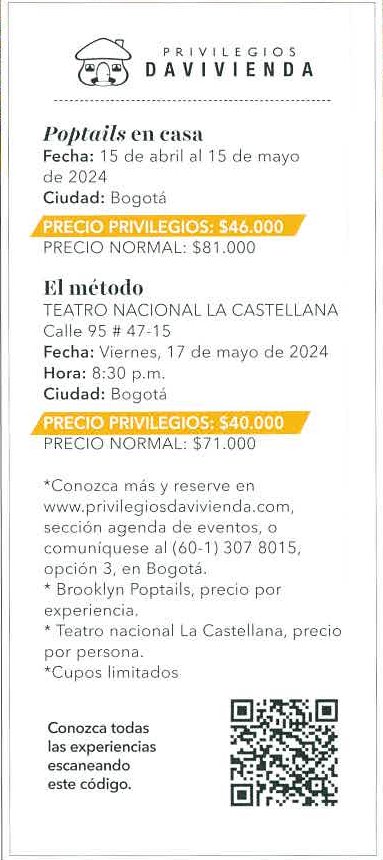 PRIVILEGIOS
DAVIVIENDA
Poptails en casa
Fecha: 15 de abril al 15 de mayo
de 2024
Ciudad: Bogotá
PRECIO PRIVILEGIOS: $46.000
PRECIO NORMAL: $81.000
El método
TEATRO NACIONAL LA CASTELLANA
Calle 95 # 47-15
Fecha: Viernes, 17 de mayo de 2024
Hora: 8:30 p.m.
Ciudad: Bogotá
PRECIO PRIVILEGIOS: $40.000
PRECIO NORMAL: $71.000
*Conozca más y reserve en
www.privilegiosdavivienda.com,
sección agenda de eventos, o
comuníquese al (60-1) 307 8015,
opción 3, en Bogotá.
* Brooklyn Poptails, precio por
experiencia.
* Teatro nacional La Castellana, precio
por persona.
*Cupos limitados
Conozca todas
las experiencias
escaneando
este código.